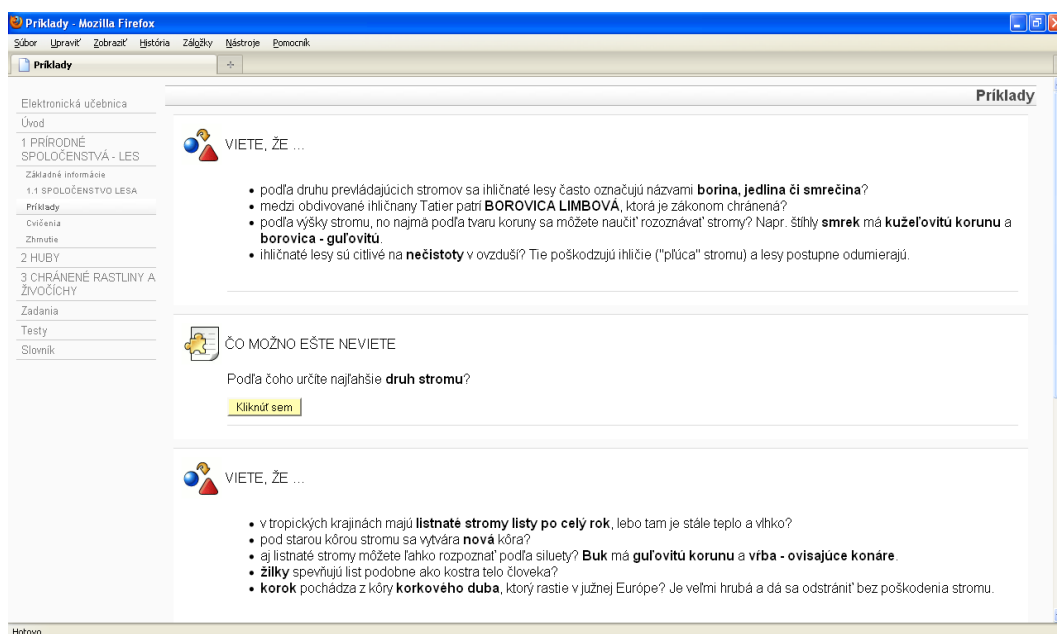 Príklady - Mozilla Firefox
Súbor Upraviť Zobraziť História Záložky Nástroje Pomocník
Príklady
Príklady
Elektronická učebnica
Úvod
1 PRÍRODNÉ
SPOLOČENSTVÁ - LES
Základné informácie
1.1 SPOLOČENSTVO LESA
Príklady
Cvičenia
Zhrnutie
2 HUBY
3 CHRÁNENÉ RASTLINY A
ŽIVOČÍCHY
Zadania
Testy
Slovník
VIETE, ŽE ...
podľa druhu prevládajúcich stromov sa ihličnaté lesy často označujú názvami borina, jedlina či smrečina?
medzi obdivované ihličnany Tatier patrí BOROVICA LIMBOVÁ, ktorá je zákonom chránená?
podľa výšky stromu, no najmä podľa tvaru koruny sa môžete naučiť rozoznávať stromy? Napr. štíhly smrek má kužeľovitú korunu a
borovica - guľovitú.
ihličnaté lesy sú citlivé na nečistoty v ovzduší? Tie poškodzujú ihličie ("pľúca" stromu) a lesy postupne odumierajú.
ČO MOŽNO EŠTE NEVIETE
Podľa čoho určíte najľahšie druh stromu?
Kliknúť sem
VIETE, ŽE ...
v tropických krajinách majú listnaté stromy listy po celý rok, lebo tam je stále teplo a vlhko?
pod starou kôrou stromu sa vytvára nová kôra?
aj listnaté stromy môžete ľahko rozpoznať podľa siluety? Buk má guľovitú korunu a vŕba - ovisajúce konáre.
žilky spevňujú list podobne ako kostra telo človeka?
korok pochádza z kôry korkového duba, ktorý rastie v južnej Európe? Je veľmi hrubá a dá sa odstrániť bez poškodenia stromu.
Hotovo